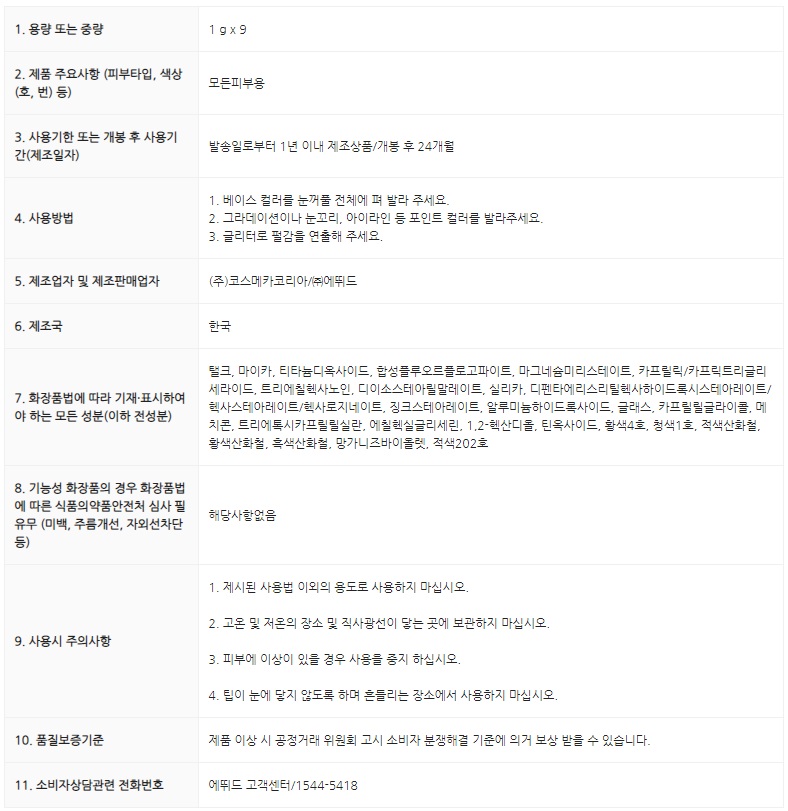 1. 용량 또는 중량
1 g x 9
2. 제품 주요사항 (피부타입, 색상
(호, 번) 등)
모든피부용
3. 사용기한 또는 개봉 후 사용기
간(제조일자)
발송일로부터 1년 이내 제조상품/개봉 후 24개월
4. 사용방법
1. 베이스 컬러를 눈꺼풀 전체에 펴 발라 주세요.
2. 그라데이션이나 눈꼬리, 아이라인 등 포인트 컬러를 발라주세요.
3. 글리터로 펄감을 연출해 주세요.
5. 제조업자 및 제조판매업자
(주)코스메카코리아/㈜에뛰드
6. 제조국
한국
7. 화장품법에 따라 기재·표시하여
야 하는 모든 성분(이하 전성분)
탤크, 마이카, 티타늄디옥사이드, 합성플루오르플로고파이트, 마그네슘미리스테이트, 카프릴릭/카프릭트리글리
세라이드, 트리에칠헥사노인, 디이소스테아릴말레이트, 실리카, 디펜타에리스리틸헥사하이드록시스테아레이트/
헥사스테아레이트/헥사로지네이트, 징크스테아레이트, 알루미늄하이드록사이드, 글래스, 카프릴릴글라이콜, 메
치콘, 트리에톡시카프릴릴실란, 에칠헥실글리세린, 1,2-헥산디올, 틴옥사이드, 황색4호, 청색1호, 적색산화철,
황색산화철, 흑색산화철, 망가니즈바이올렛, 적색202호
8. 기능성 화장품의 경우 화장품법
에 따른 식품의약품안전처 심사 필
유무 (미백, 주름개선, 자외선차단
등)
해당사항없음
9. 사용시 주의사항
1. 제시된 사용법 이외의 용도로 사용하지 마십시오.
2. 고온 및 저온의 장소 및 직사광선이 닿는 곳에 보관하지 마십시오.
3. 피부에 이상이 있을 경우 사용을 중지 하십시오.
4. 팁이 눈에 닿지 않도록 하며 흔들리는 장소에서 사용하지 마십시오.
10. 품질보증기준
제품 이상 시 공정거래 위원회 고시 소비자 분쟁해결 기준에 의거 보상 받을 수 있습니다.
11. 소비자상담관련 전화번호
에뛰드 고객센터/1544-5418